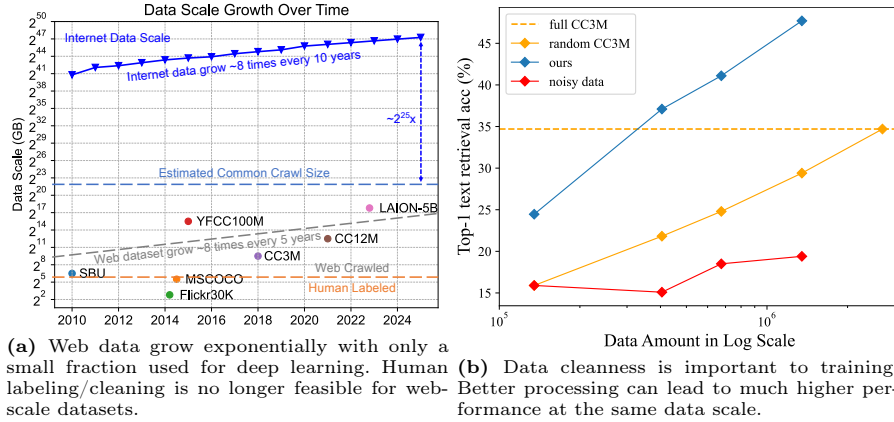 Data Scale Growth Over Time
Data Scale (GB)
2^50
2^47
2^44
2^41
2^38
2^35
2^32
2^29
2^26
2^23
2^20
2^17
2^14
2^11
2^8
2^5
2^2
Internet Data Scale
Internet data grow ~8 times every 10 years
~2^25x
Estimated Common Crawl Size
LAION-5B
YFCC100M
CC12M
Web dataset grow ~8 times every 5 years
CC3M
SBU
Web Crawled
MSCOCO
Human Labeled
Flickr30K
2010 2012 2014 2016 2018 2020 2022 2024
(a) Web data grow exponentially with only a
small fraction used for deep learning. Human
labeling/cleaning is no longer feasible for web-
scale datasets.
full CC3M
random CC3M
ours
noisy data
Top-1 text retrieval acc (%)
45
40
35
30
25
20
15
10^5 10^6
Data Amount in Log Scale
(b) Data cleanness is important to training.
Better processing can lead to much higher per-
formance at the same data scale.